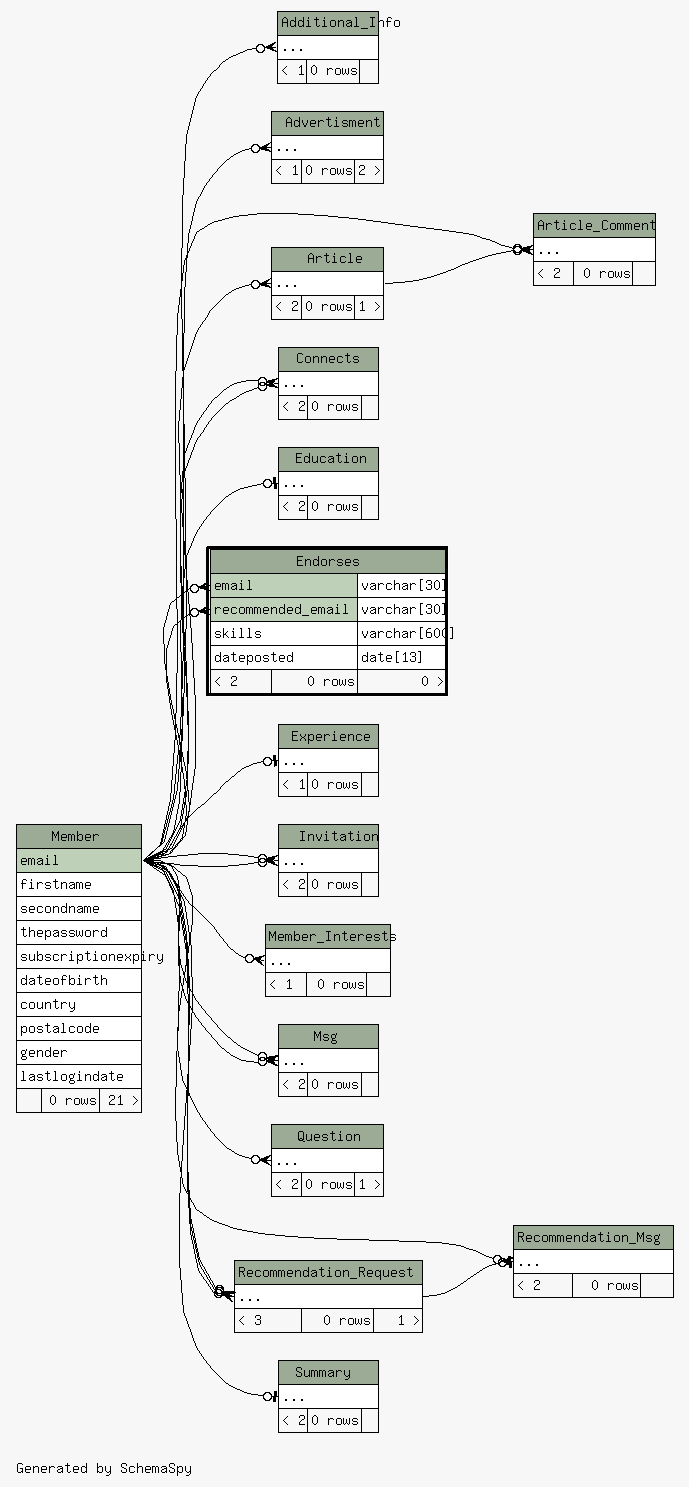 Additional_Info
...
< 1 0 rows
Advertisment
...
< 1 0 rows 2 >
Article_Comment
...
< 2 0 rows
Article
...
< 2 0 rows 1 >
Connects
...
< 2 0 rows
Education
...
< 2 0 rows
Endorses
email varchar[30]
recommended_email varchar[30]
skills varchar[600]
dateposted date[13]
< 2 0 rows 0 >
Experience
...
< 1 0 rows
Member
email
firstname
secondname
thepassword
subscriptionexpiry
dateofbirth
country
postalcode
gender
lastlogindate
0 rows 21 >
Invitation
...
< 2 0 rows
Member_Interests
...
< 1 0 rows
Msg
...
< 2 0 rows
Question
...
< 2 0 rows 1 >
Recommendation_Msg
...
< 2 0 rows
Recommendation_Request
...
< 3 0 rows 1 >
Summary
...
< 2 0 rows
Generated by SchemaSpy